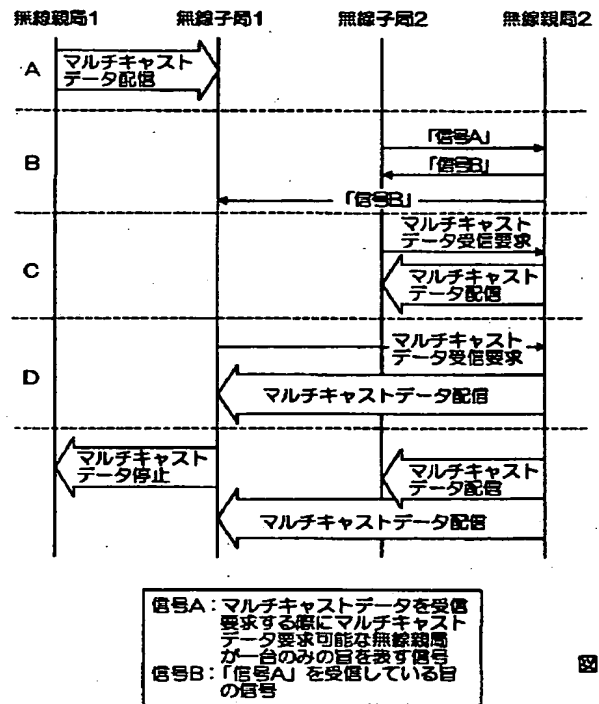 無線親局1
無線子局1
無線子局2
無線親局2
A
マルチキャスト
データ配信
B
「信号A」
「信号B」
「信号B」
C
マルチキャスト
データ受信要求
マルチキャスト
データ配信
D
マルチキャスト
データ受信要求
マルチキャストデータ配信
マルチキャスト
データ停止
マルチキャスト
データ配信
マルチキャストデータ配信
信号A:マルチキャストデータを受信
要求する際にマルチキャスト
データ要求可能な無線親局
が一台のみの旨を表す信号
信号B:「信号A」を受信している旨
の信号
図